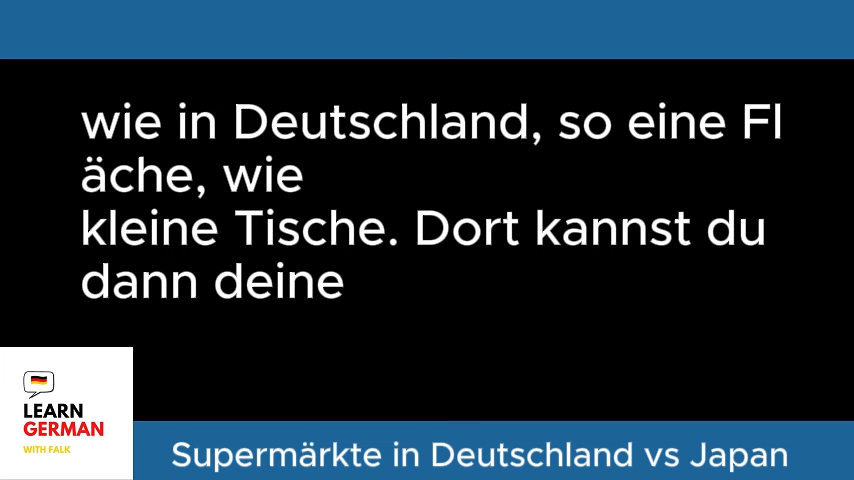 wie in Deutschland, so eine Fl
äche, wie
kleine Tische. Dort kannst du
dann deine
LEARN
GERMAN
WITH FALK
Supermärkte in Deutschland vs Japan